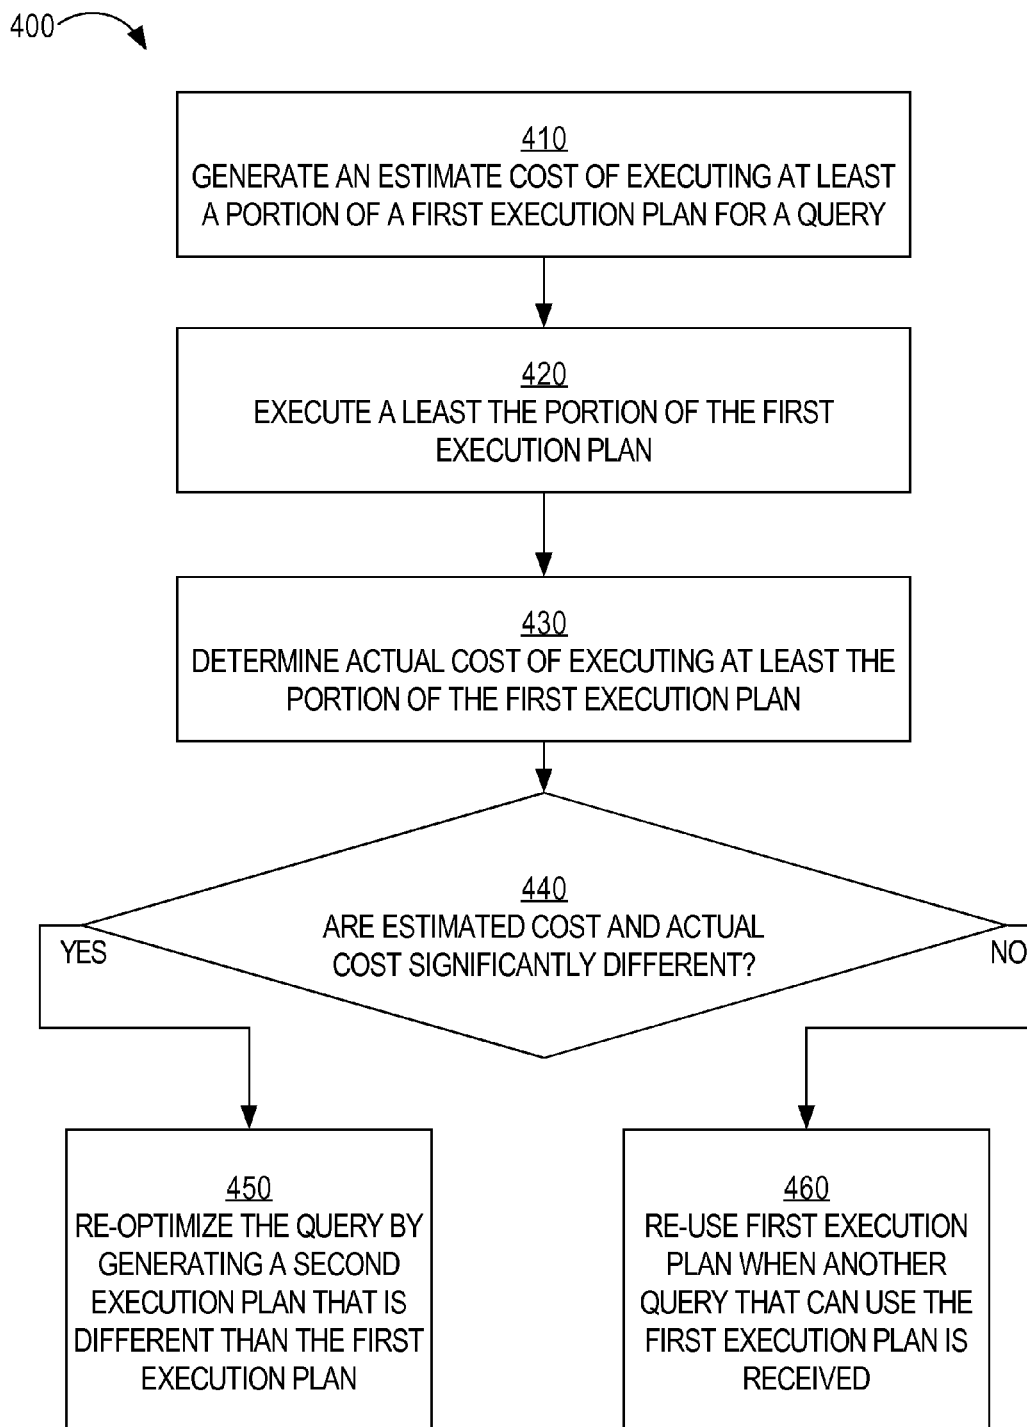 400
410
GENERATE AN ESTIMATE COST OF EXECUTING AT LEAST
A PORTION OF A FIRST EXECUTION PLAN FOR A QUERY
420
EXECUTE A LEAST THE PORTION OF THE FIRST
EXECUTION PLAN
430
DETERMINE ACTUAL COST OF EXECUTING AT LEAST THE
PORTION OF THE FIRST EXECUTION PLAN
440
ARE ESTIMATED COST AND ACTUAL
COST SIGNIFICANTLY DIFFERENT?
YES
NO
450
RE-OPTIMIZE THE QUERY BY
GENERATING A SECOND
EXECUTION PLAN THAT IS
DIFFERENT THAN THE FIRST
EXECUTION PLAN
460
RE-USE FIRST EXECUTION
PLAN WHEN ANOTHER
QUERY THAT CAN USE THE
FIRST EXECUTION PLAN IS
RECEIVED